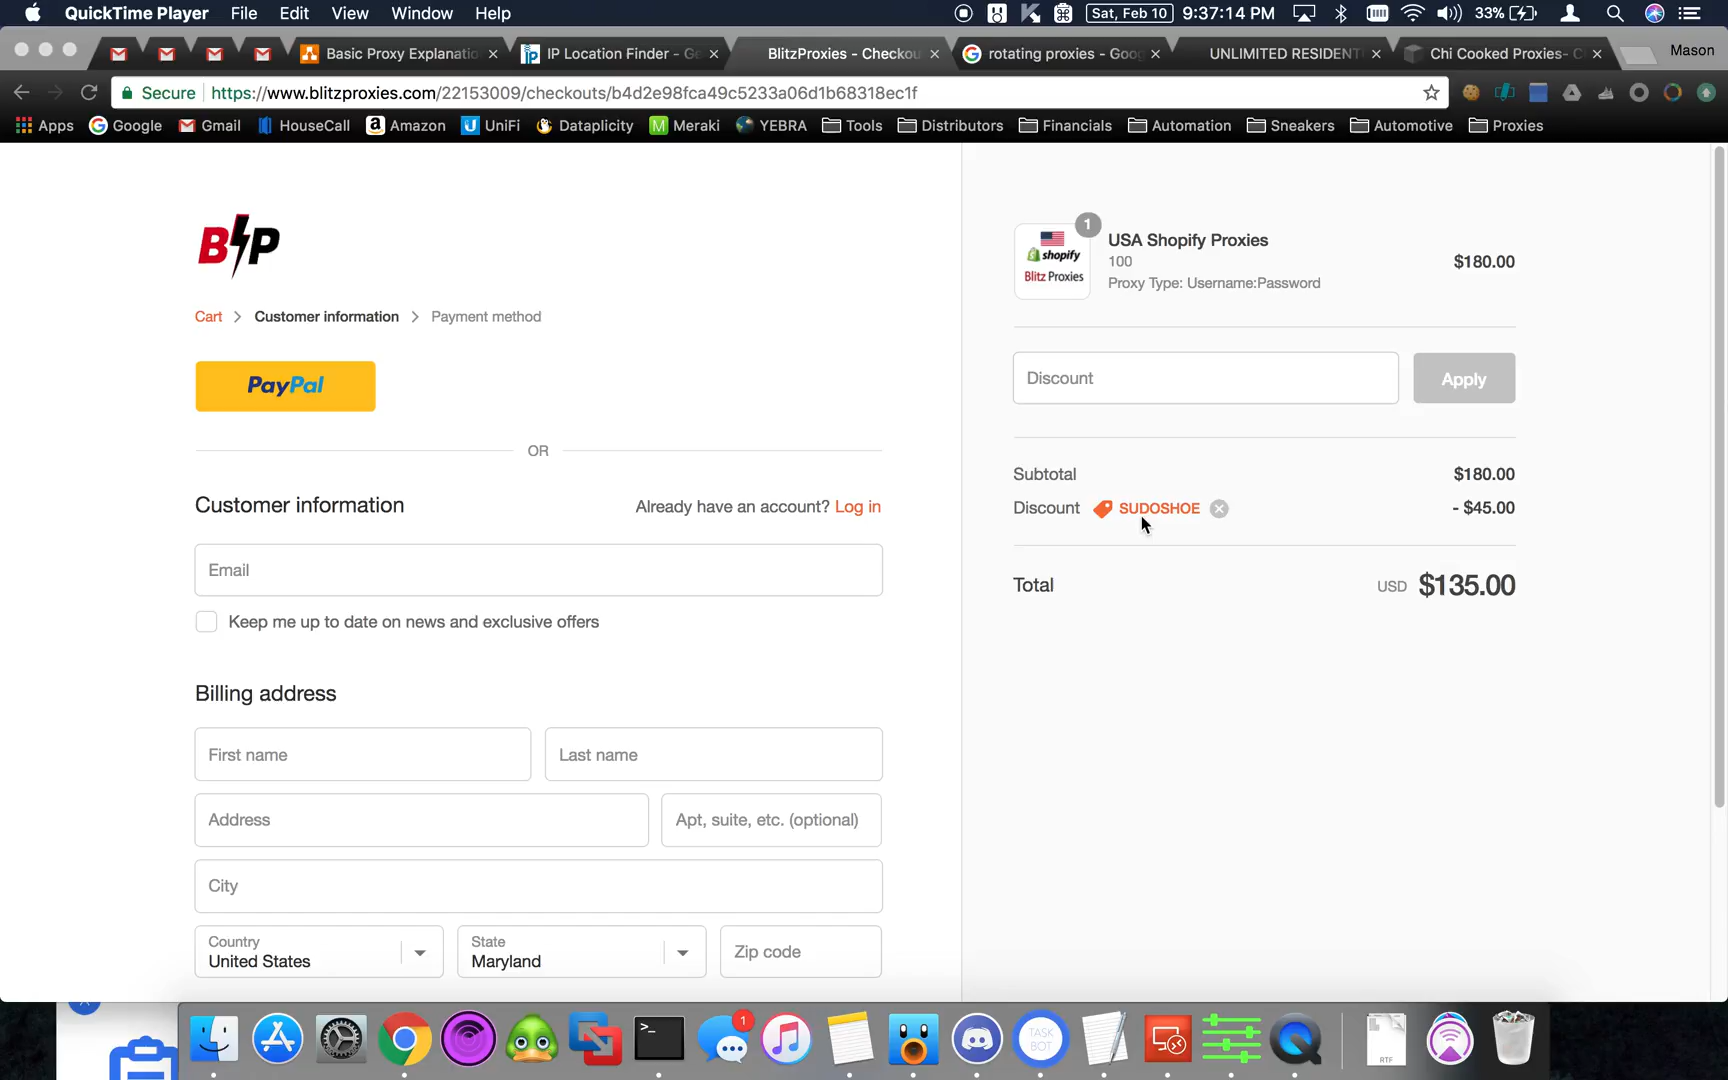 QuickTime Player File Edit View Window Help Sat, Feb 10 9:37:14 PM 33%
Basic Proxy Explanatio IP Location Finder - Ge BlitzProxies - Checkou rotating proxies - Goog UNLIMITED RESIDENT Chi Cooked Proxies- C Mason
Secure https://www.blitzproxies.com/22153009/checkouts/b4d2e98fca49c5233a06d1b68318ec1f
Apps Google Gmail HouseCall Amazon UniFi Dataplicity Meraki YEBRA Tools Distributors Financials Automation Sneakers Automotive Proxies
BP
Cart > Customer information > Payment method
PayPal
OR
Customer information
Already have an account? Log in
Email
Keep me up to date on news and exclusive offers
Billing address
First name Last name
Address Apt, suite, etc. (optional)
City
Country State
United States Maryland Zip code
1
shopify
Blitz Proxies
USA Shopify Proxies
100
Proxy Type: Username:Password
$180.00
Discount Apply
Subtotal $180.00
Discount SUDOSHOE - $45.00
Total USD $135.00
1
TASK
BOT
RTF